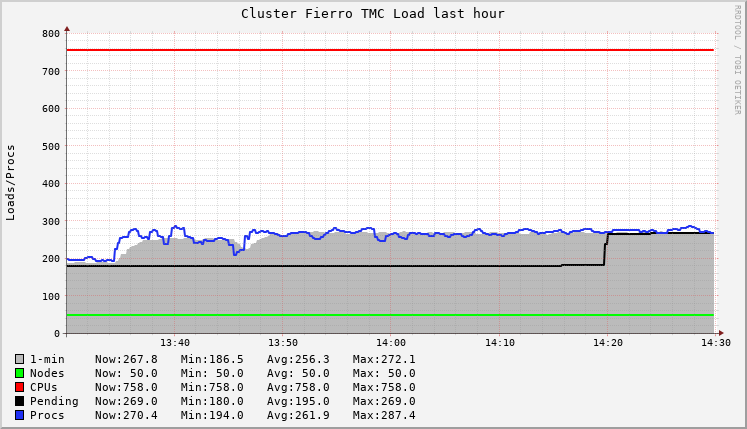 Cluster Fierro TMC Load last hour
RRDTOOL / TOBI OETIKER
Loads/Procs
800
700
600
500
400
300
200
100
0
13:40 13:50 14:00 14:10 14:20 14:30
1-min Now:267.8 Min:186.5 Avg:256.3 Max:272.1
Nodes Now: 50.0 Min: 50.0 Avg: 50.0 Max: 50.0
CPUs Now:758.0 Min:758.0 Avg:758.0 Max:758.0
Pending Now:269.0 Min:180.0 Avg:195.0 Max:269.0
Procs Now:270.4 Min:194.0 Avg:261.9 Max:287.4